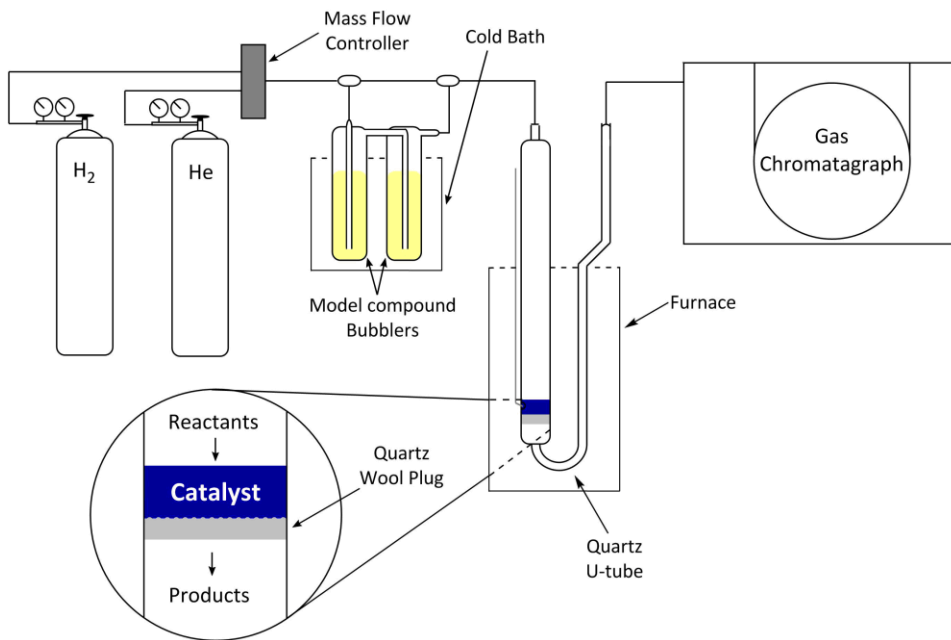 Mass Flow
Controller
Cold Bath
H₂
He
Gas
Chromatagraph
Model compound
Bubblers
Furnace
Reactants
Catalyst
Quartz
Wool Plug
Products
Quartz
U-tube